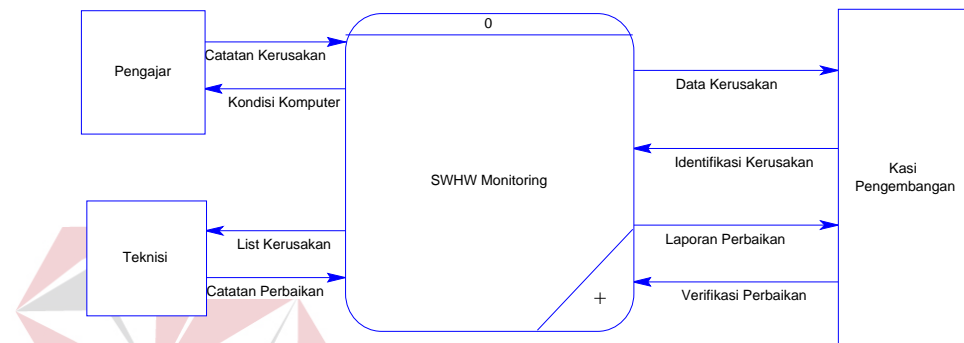 0
Pengajar
Catatan Kerusakan
Kondisi Komputer
Data Kerusakan
Identifikasi Kerusakan
SWHW Monitoring
Kasi
Pengembangan
Teknisi
List Kerusakan
Catatan Perbaikan
Laporan Perbaikan
Verifikasi Perbaikan
+